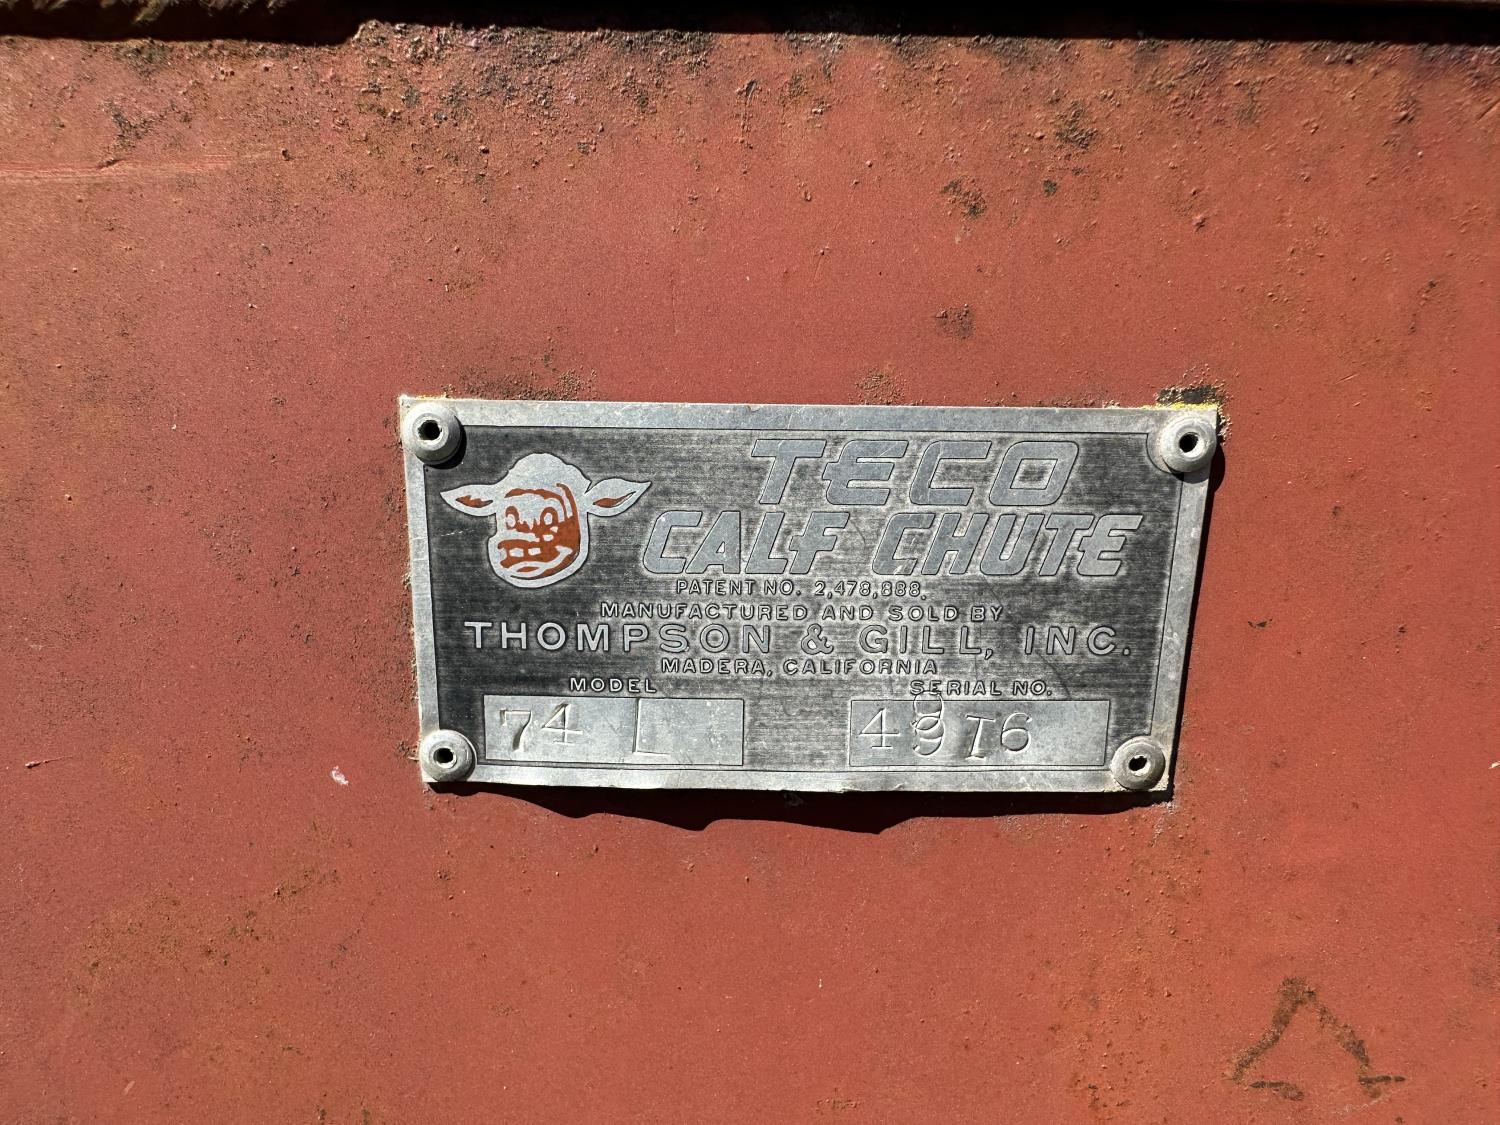 TECO
CALF CHUTE
PATENT NO. 2,478,888.
MANUFACTURED AND SOLD BY
THOMPSON & GILL, INC.
MADERA, CALIFORNIA
MODEL SERIAL NO.
74 L